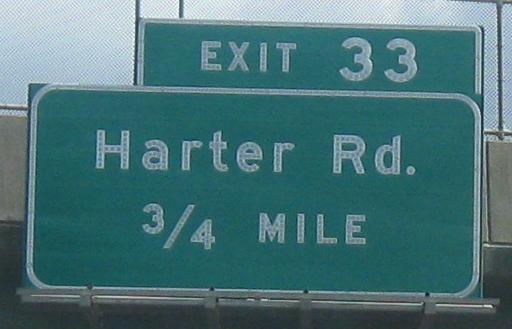 EXIT 33
Harter Rd.
3/4 MILE